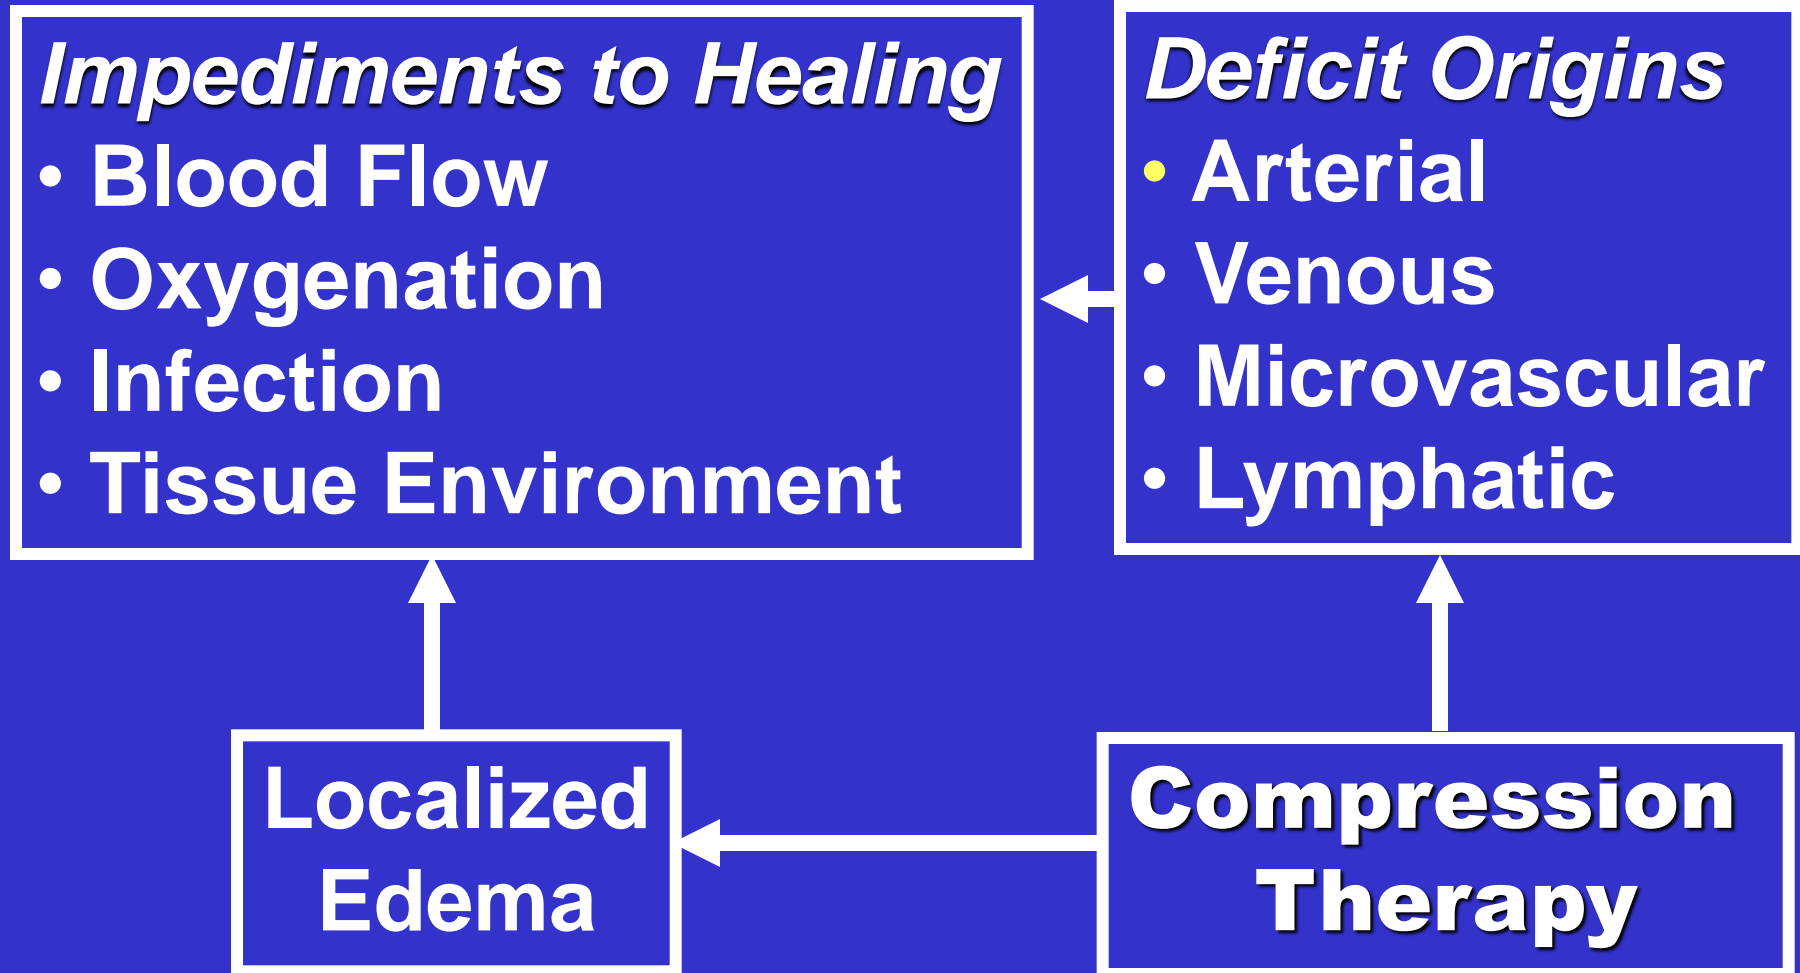 Impediments to Healing
• Blood Flow
• Oxygenation
• Infection
• Tissue Environment
Deficit Origins
• Arterial
• Venous
• Microvascular
• Lymphatic
Localized
Edema
Compression
Therapy